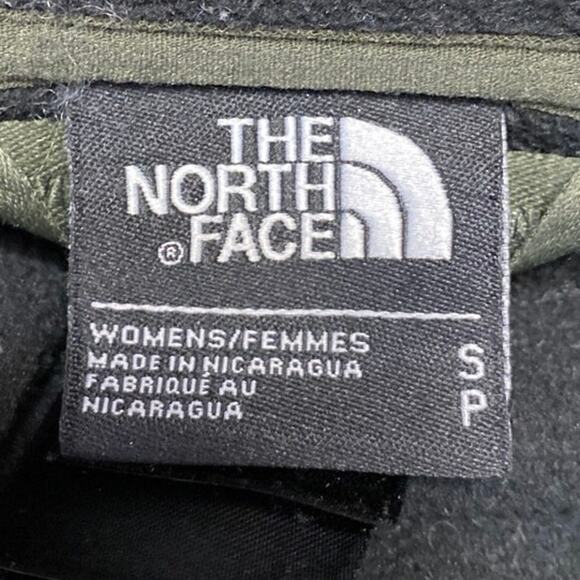 THE
NORTH
® FACE
WOMENS/FEMMES
MADE IN NICARAGUA
FABRIQUÉ AU
NICARAGUA
S
P